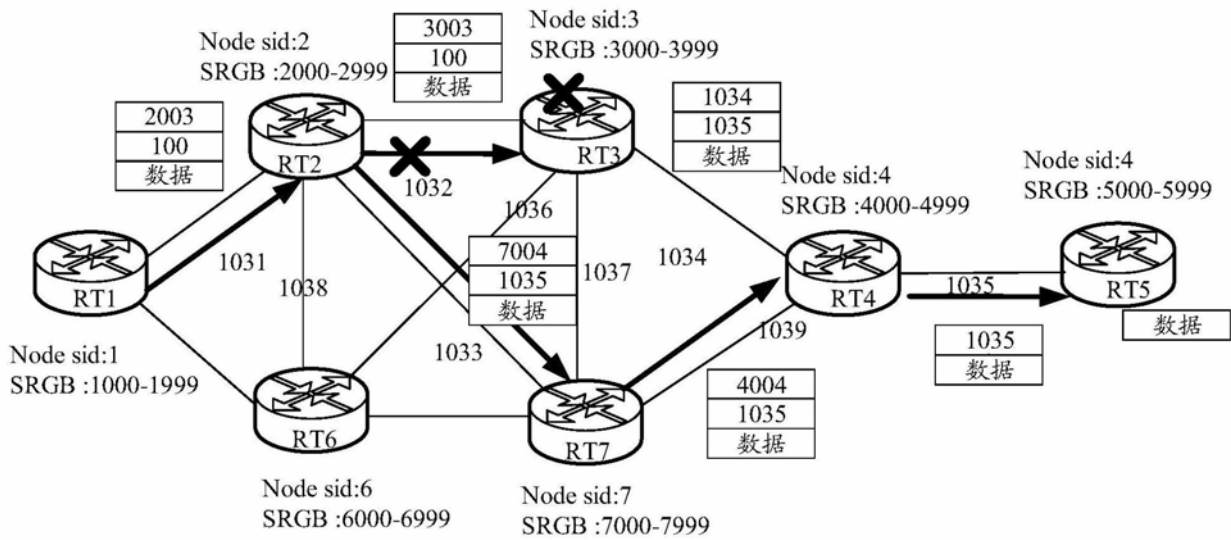 Node sid:2
SRGB :2000-2999
3003
100
数据
Node sid:3
SRGB :3000-3999
2003
100
数据
RT2
RT3
1034
1035
数据
1032
Node sid:4
SRGB :4000-4999
Node sid:4
SRGB :5000-5999
1031
1038
1036
7004
1035
数据
1037
1034
RT1
RT4
1035
RT5
数据
Node sid:1
SRGB :1000-1999
1033
1039
1035
数据
RT6
RT7
4004
1035
数据
Node sid:6
SRGB :6000-6999
Node sid:7
SRGB :7000-7999